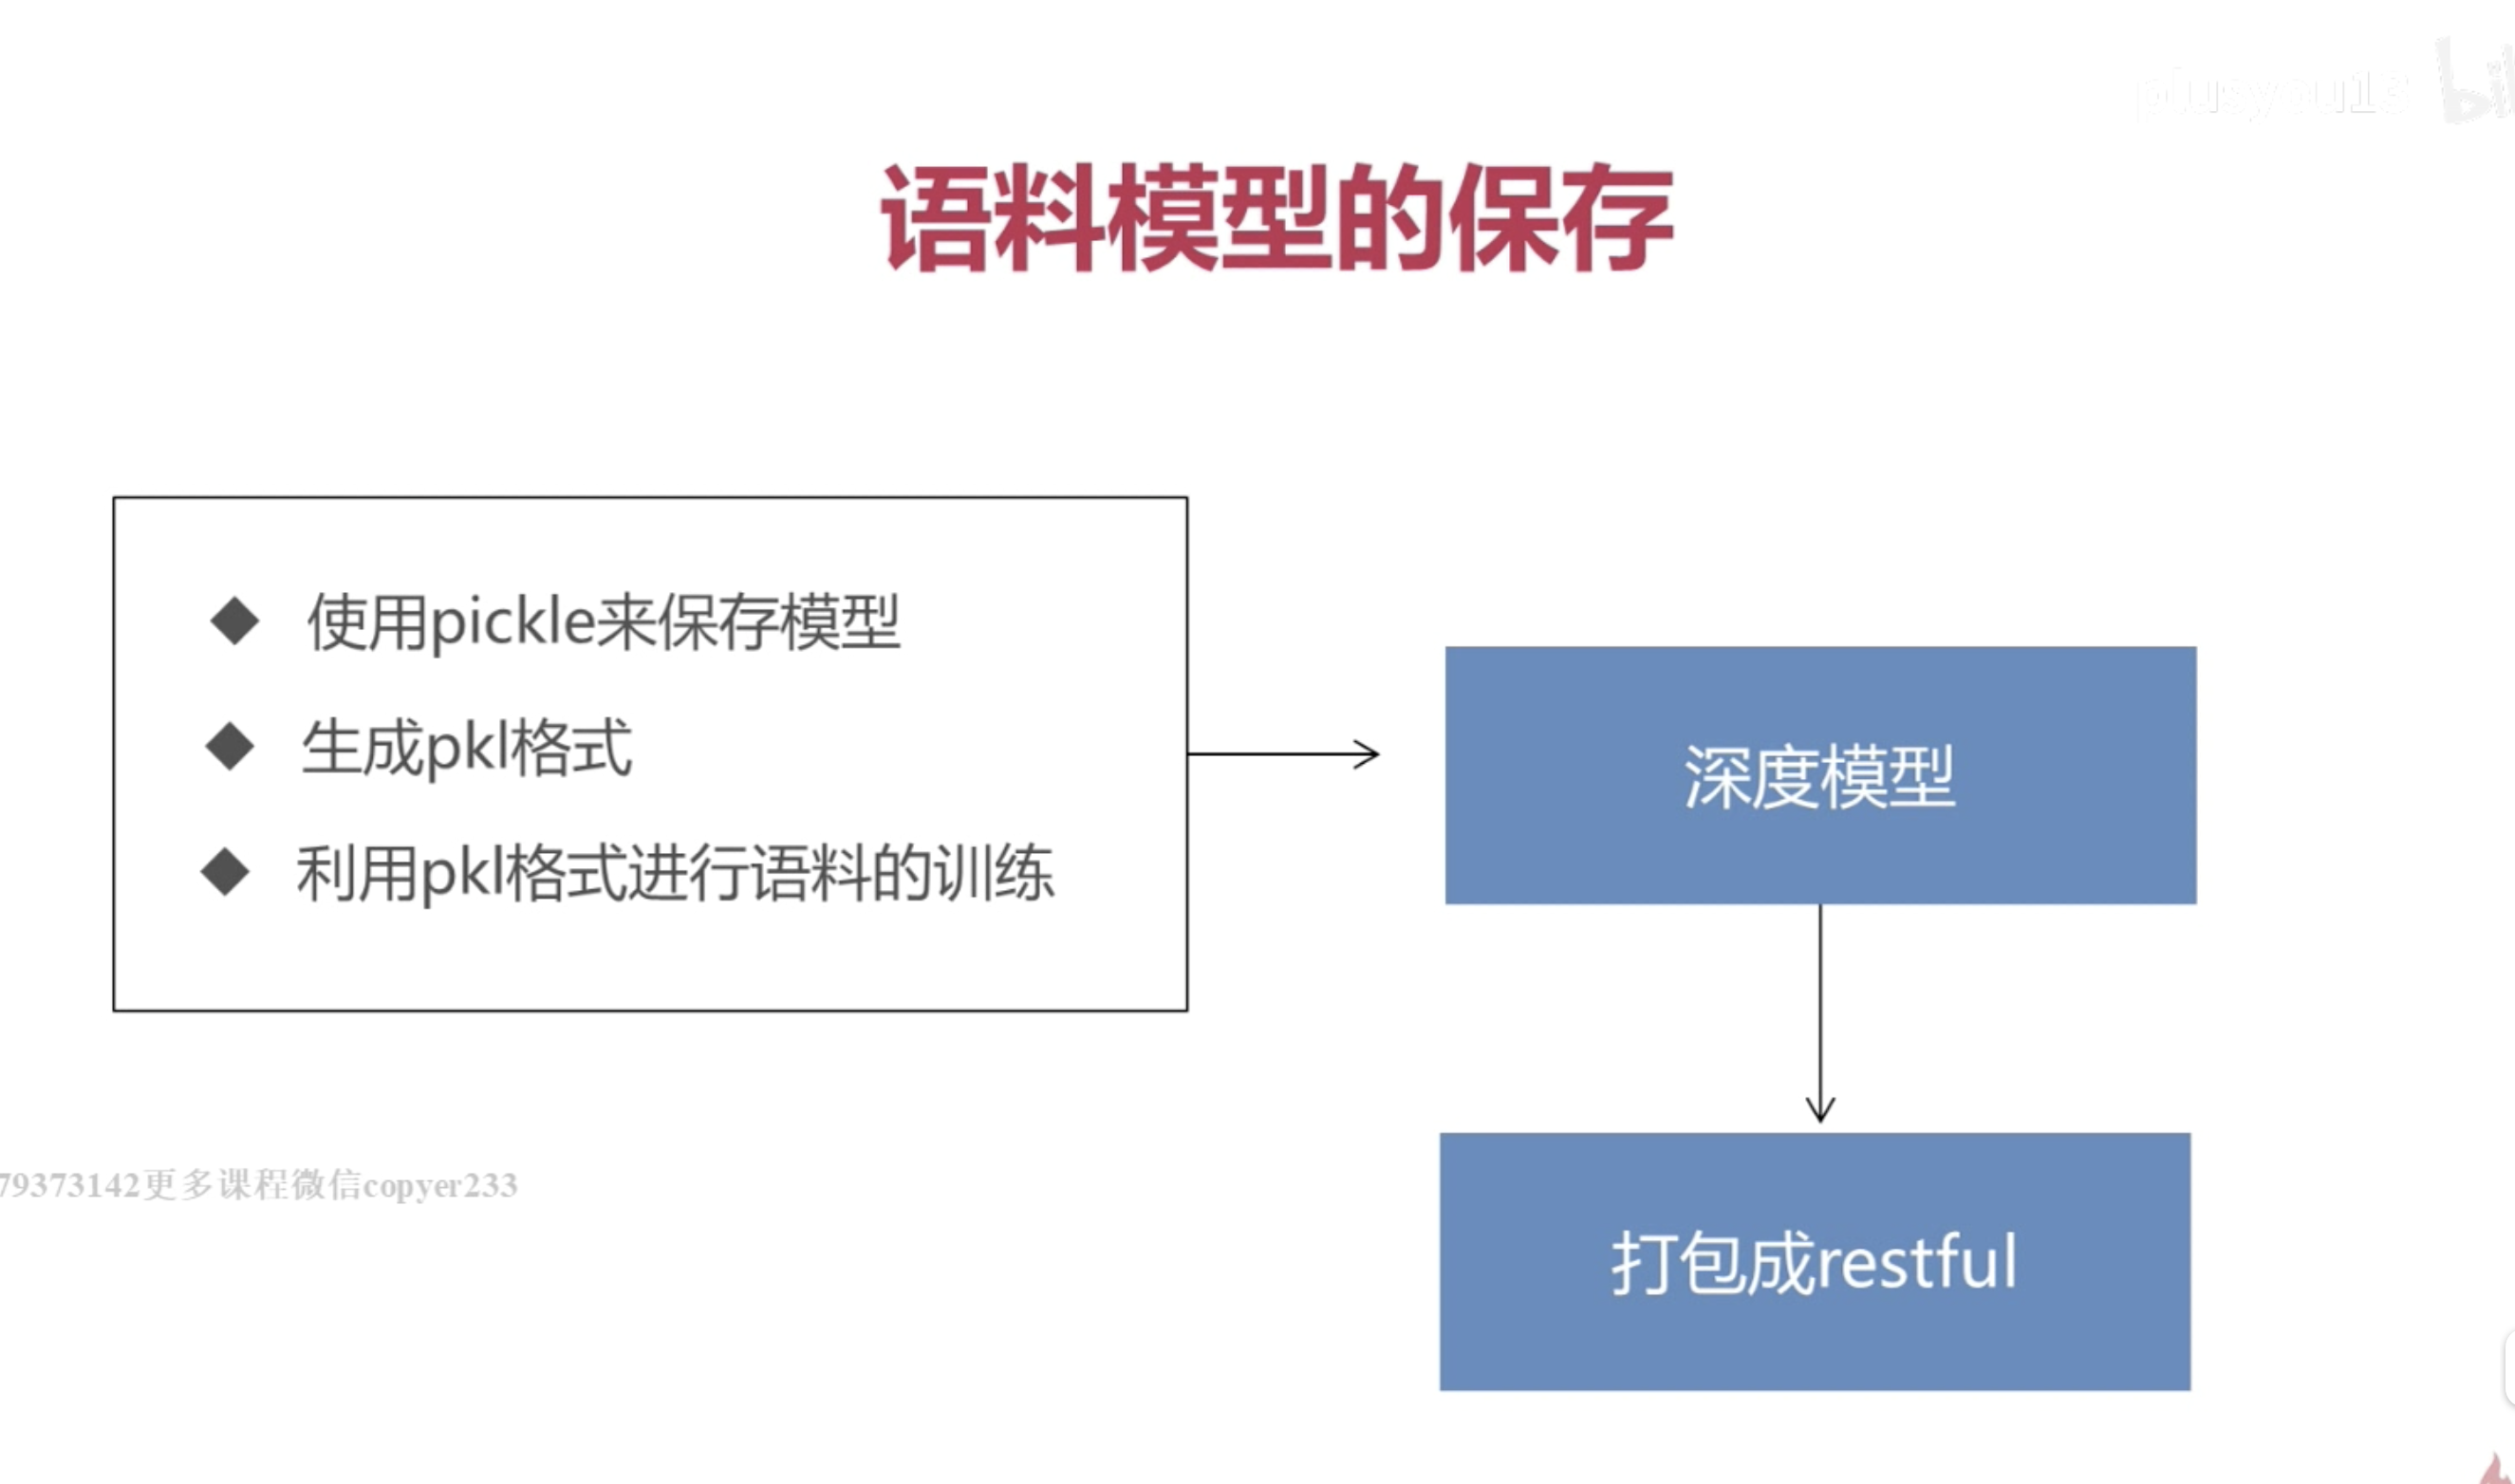 plusyou13
语料模型的保存
使用pickle来保存模型
生成pkl格式
利用pkl格式进行语料的训练
深度模型
打包成restful
79373142更多课程微信copyer233